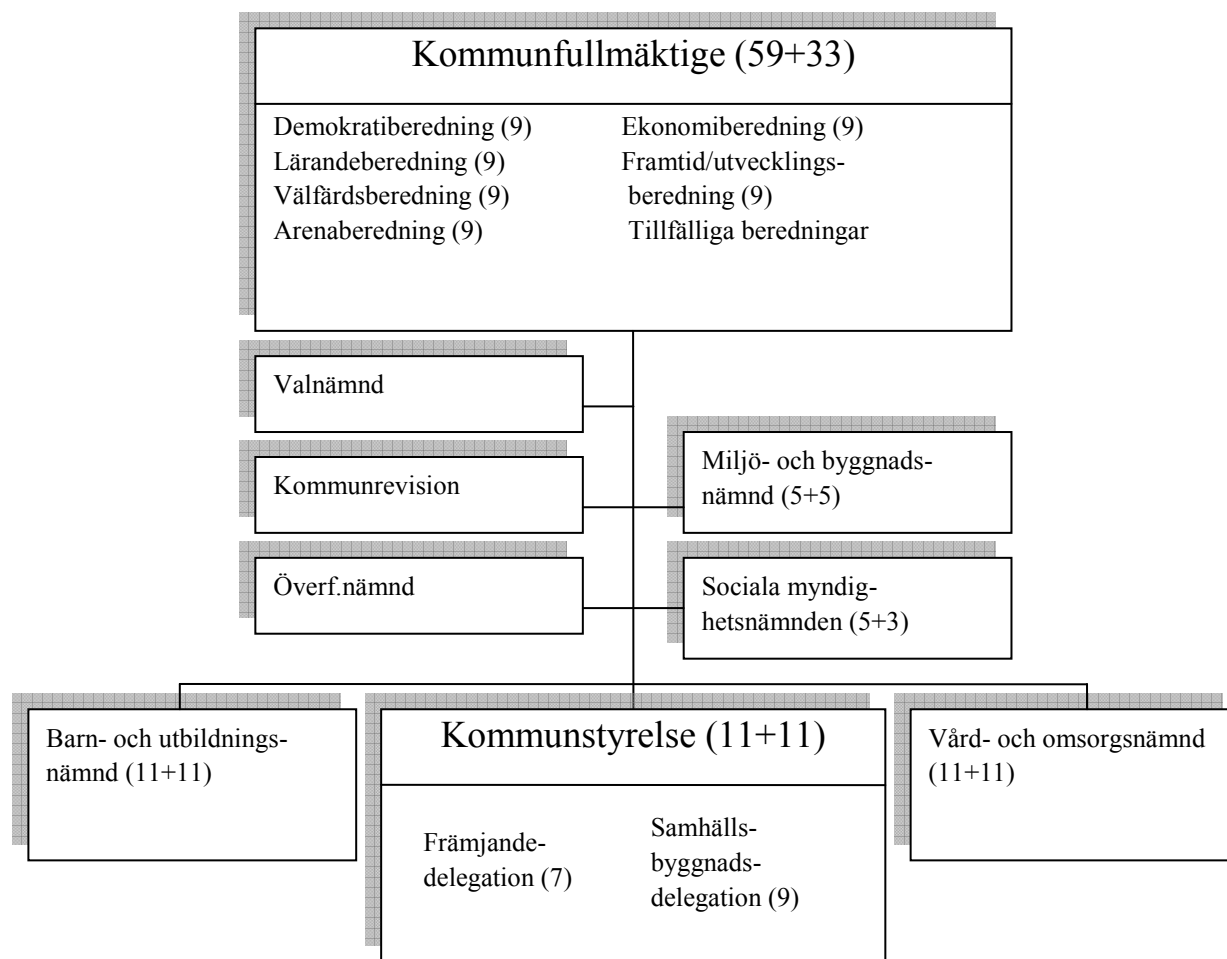 Kommunfullmäktige (59+33)
Demokratiberedning (9)
Lärandeberedning (9)
Välfärdsberedning (9)
Arenaberedning (9)
Ekonomiberedning (9)
Framtid/utvecklings-
beredning (9)
Tillfälliga beredningar
Valnämnd
Kommunrevision
Miljö- och byggnads-
nämnd (5+5)
Överf.nämnd
Sociala myndig-
hetsnämnden (5+3)
Barn- och utbildnings-
nämnd (11+11)
Kommunstyrelse (11+11)
Främjande-
delegation (7)
Samhälls-
byggnads-
delegation (9)
Vård- och omsorgsnämnd
(11+11)